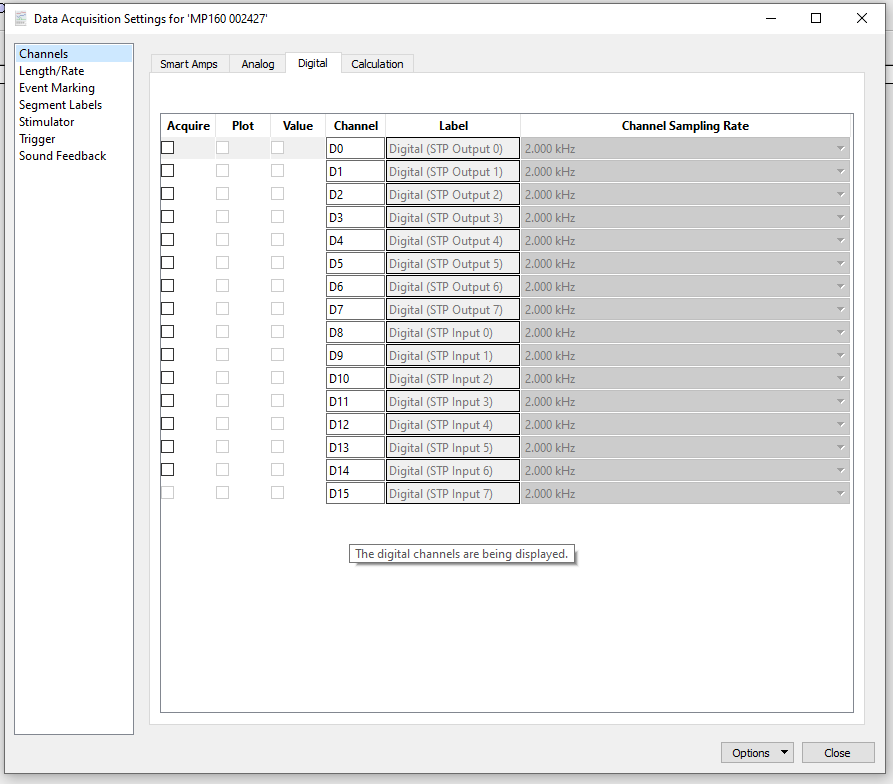 Data Acquisition Settings for 'MP160 002427'
Channels
Length/Rate
Event Marking
Segment Labels
Stimulator
Trigger
Sound Feedback
Smart Amps Analog Digital Calculation
Acquire Plot Value Channel Label Channel Sampling Rate
D0 Digital (STP Output 0) 2.000 kHz
D1 Digital (STP Output 1) 2.000 kHz
D2 Digital (STP Output 2) 2.000 kHz
D3 Digital (STP Output 3) 2.000 kHz
D4 Digital (STP Output 4) 2.000 kHz
D5 Digital (STP Output 5) 2.000 kHz
D6 Digital (STP Output 6) 2.000 kHz
D7 Digital (STP Output 7) 2.000 kHz
D8 Digital (STP Input 0) 2.000 kHz
D9 Digital (STP Input 1) 2.000 kHz
D10 Digital (STP Input 2) 2.000 kHz
D11 Digital (STP Input 3) 2.000 kHz
D12 Digital (STP Input 4) 2.000 kHz
D13 Digital (STP Input 5) 2.000 kHz
D14 Digital (STP Input 6) 2.000 kHz
D15 Digital (STP Input 7) 2.000 kHz
The digital channels are being displayed.
Options Close